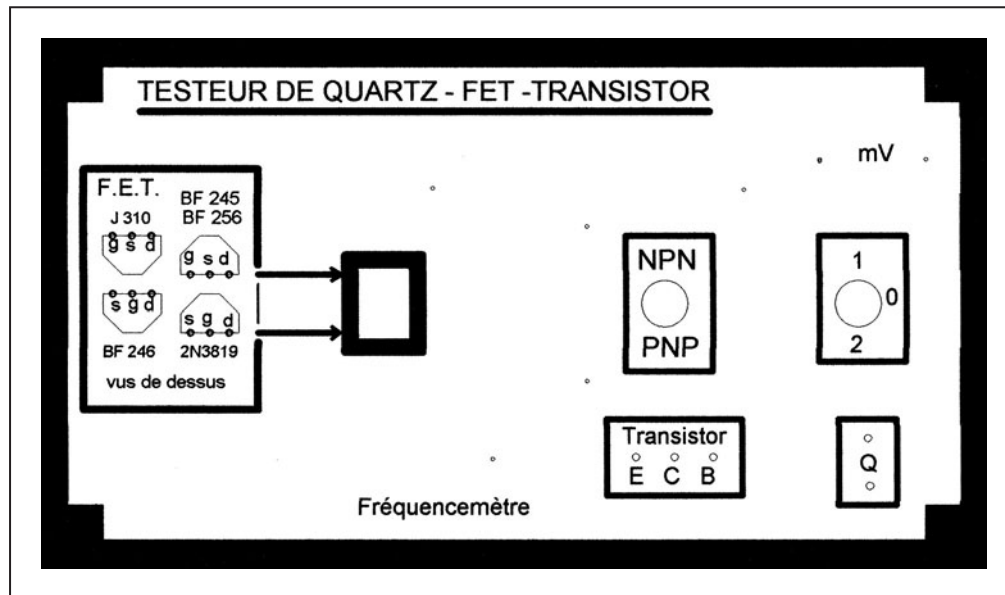 TESTEUR DE QUARTZ - FET -TRANSISTOR
mV
F.E.T.
J 310
g s d
BF 245
BF 256
g s d
s g d
BF 246
s g d
2N3819
vus de dessus
NPN
PNP
1
0
2
Transistor
E C B
Q
Fréquencemètre